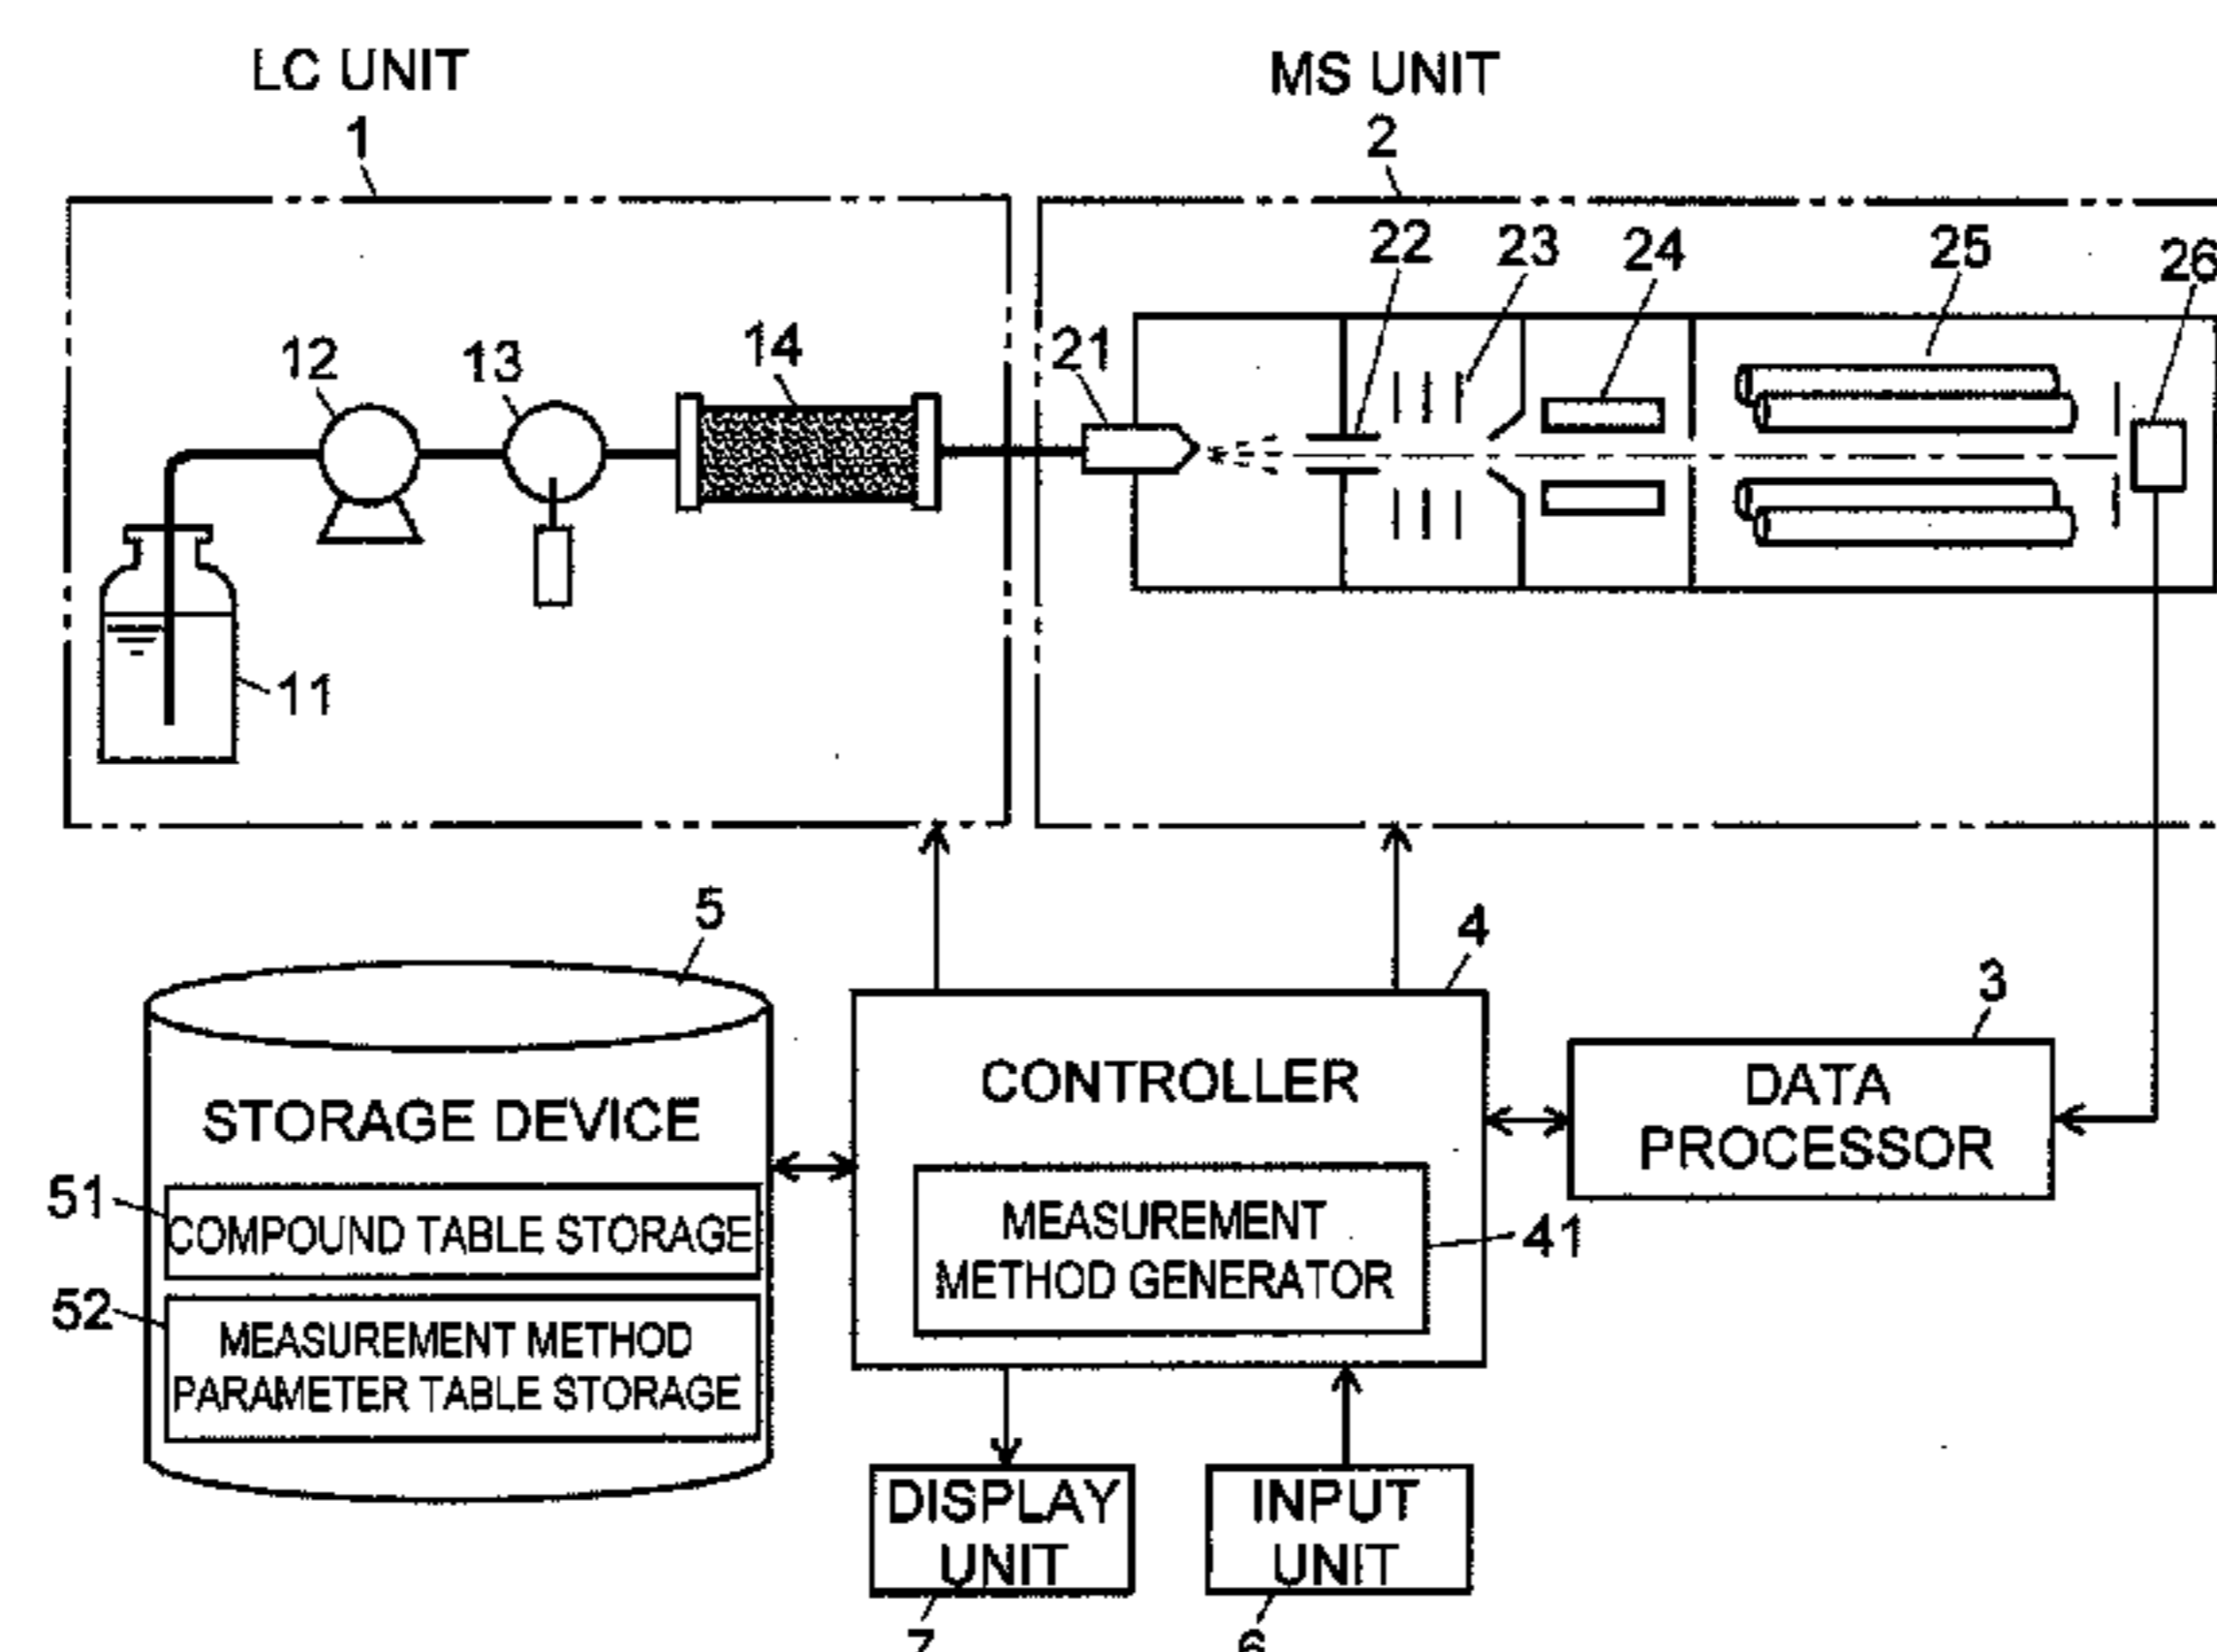 LC UNIT
1
MS UNIT
2
22
23
24
25
26
12
13
14
21
11
5
4
3
CONTROLLER
DATA
PROCESSOR
STORAGE DEVICE
51
COMPOUND TABLE STORAGE
MEASUREMENT
METHOD GENERATOR
41
52
MEASUREMENT METHOD
PARAMETER TABLE STORAGE
DISPLAY
UNIT
INPUT
UNIT
7
6